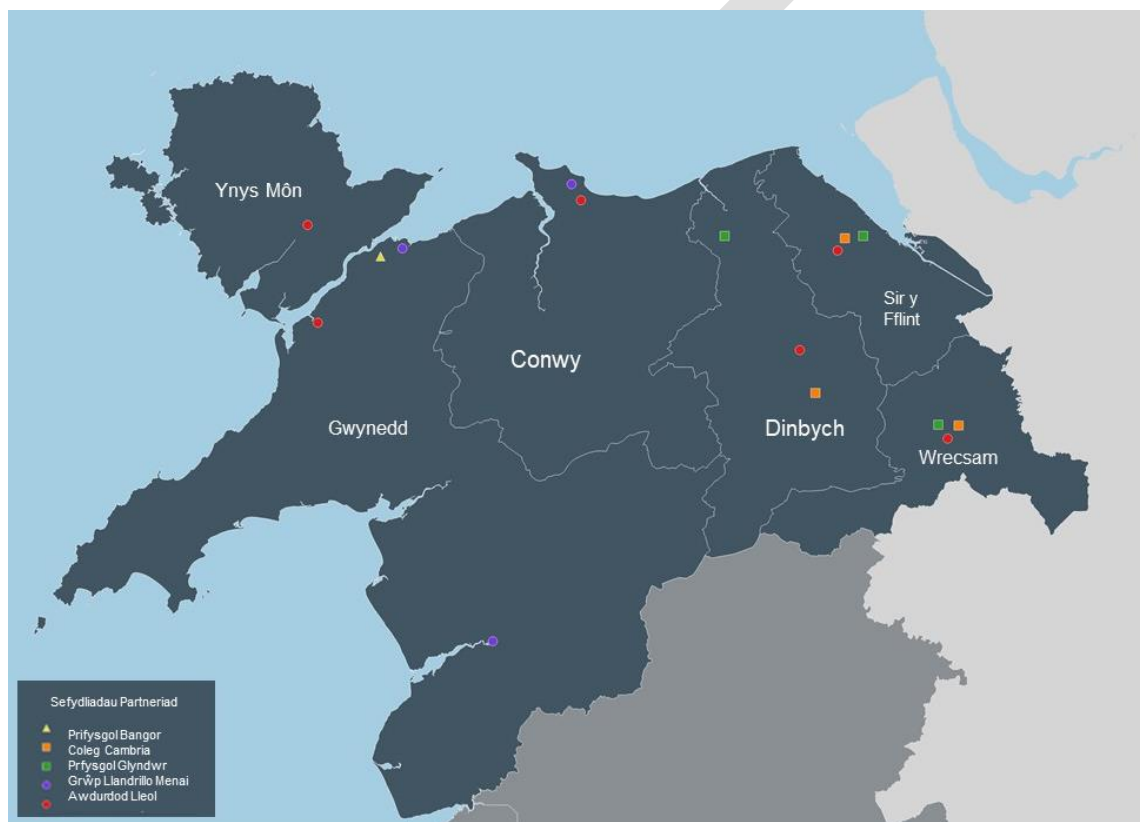 Ynys Môn
Sir y
Fflint
Conwy
Gwynedd
Dinbych
Wrecsam
Sefydliadau Partneriad
Prifysgol Bangor
Coleg Cambria
Prfysgol Glyndwr
Grŵp Llandrillo Menai
Awdurdod Lleol